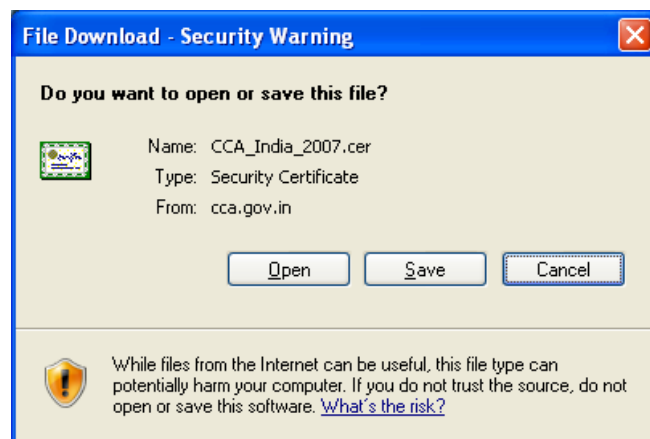 File Download - Security Warning
Do you want to open or save this file?
Name: CCA_India_2007.cer
Type: Security Certificate
From: cca.gov.in
Open Save Cancel
While files from the Internet can be useful, this file type can
potentially harm your computer. If you do not trust the source, do not
open or save this software. What's the risk?